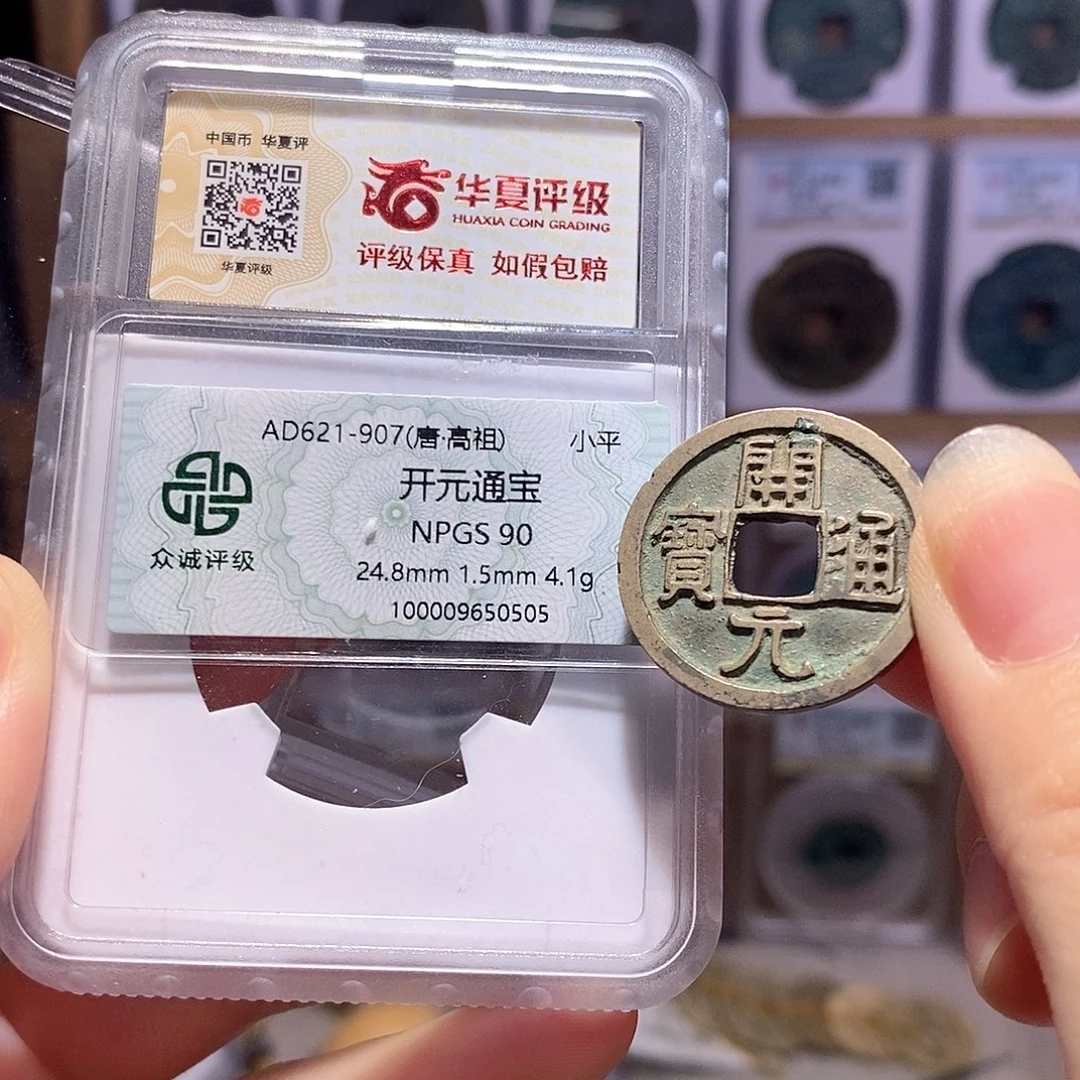 中国币 华夏评
华夏评级
华夏评级
HUAXIA COIN GRADING
评级保真 如假包赔
AD621-907(唐·高祖) 小平
开元通宝
NPGS 90
24.8mm 1.5mm 4.1g
100009650505
众诚评级
開
寶 通
元